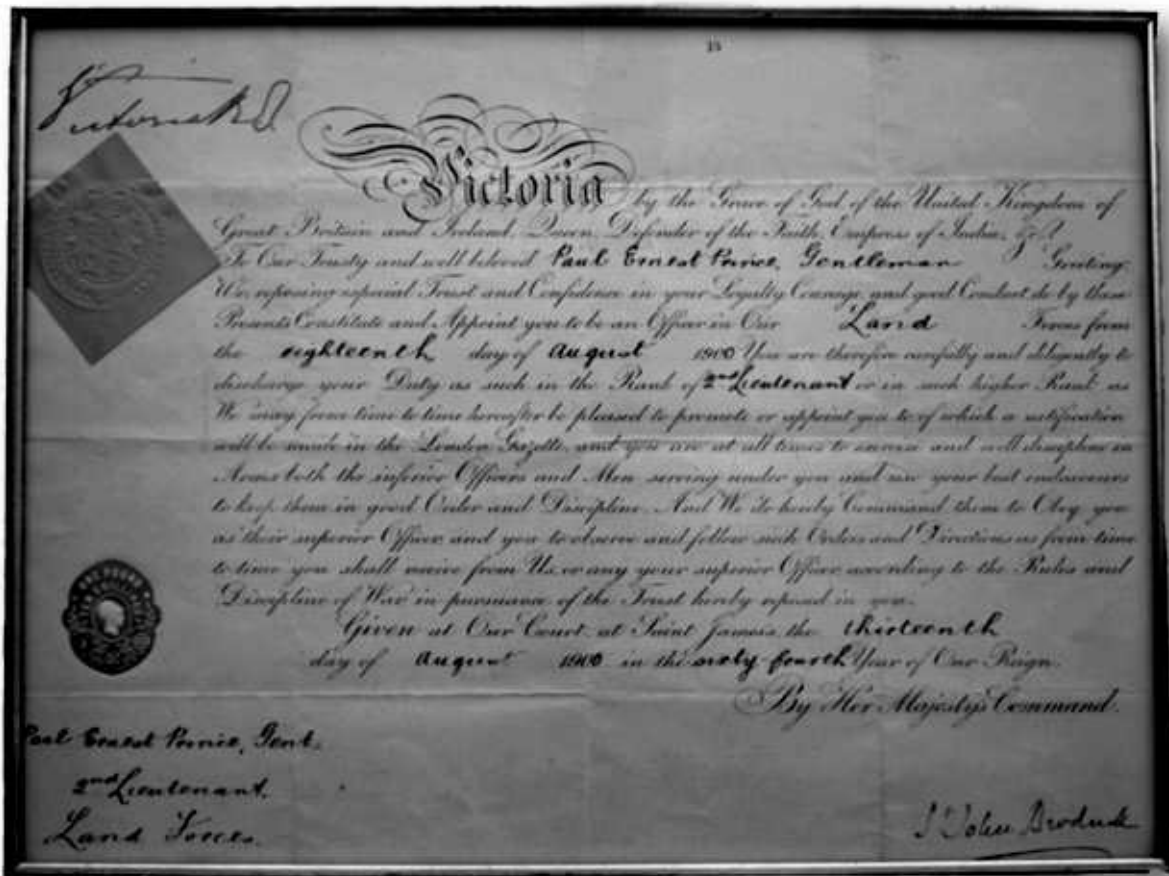 Victoria R I
Victoria by the Grace of God of the United Kingdom of
Great Britain and Ireland, Queen, Defender of the Faith, Empress of India, &c.
To Our Trusty and well beloved Paul Ernest Prince, Gentleman Greeting.
We, reposing especial Trust and Confidence in your Loyalty Courage, and good Conduct do by these
Presents Constitute and Appoint you to be an Officer in Our Land Forces from
the eighteenth day of August 1900 You are therefore carefully and diligently to
discharge your Duty as such in the Rank of 2nd Lieutenant or in such higher Rank as
We may from time to time hereafter be pleased to promote or appoint you to of which a notification
will be made in the London Gazette, and you are at all times to exercise and well discipline in
Arms both the inferior Officers and Men serving under you and use your best endeavours
to keep them in good Order and Discipline. And We do hereby Command them to Obey you
as their superior Officer and you to observe and follow such Orders and Directions as from time
to time you shall receive from Us, or any your superior Officer according to the Rules and
Discipline of War in pursuance of the Trust hereby reposed in you.
Given at Our Court, at Saint James's, the thirteenth
day of August 1900 in the sixty fourth Year of Our Reign.
By Her Majesty's Command.
Paul Ernest Prince, Gent.
2nd Lieutenant.
Land Forces.
St John Brodrick